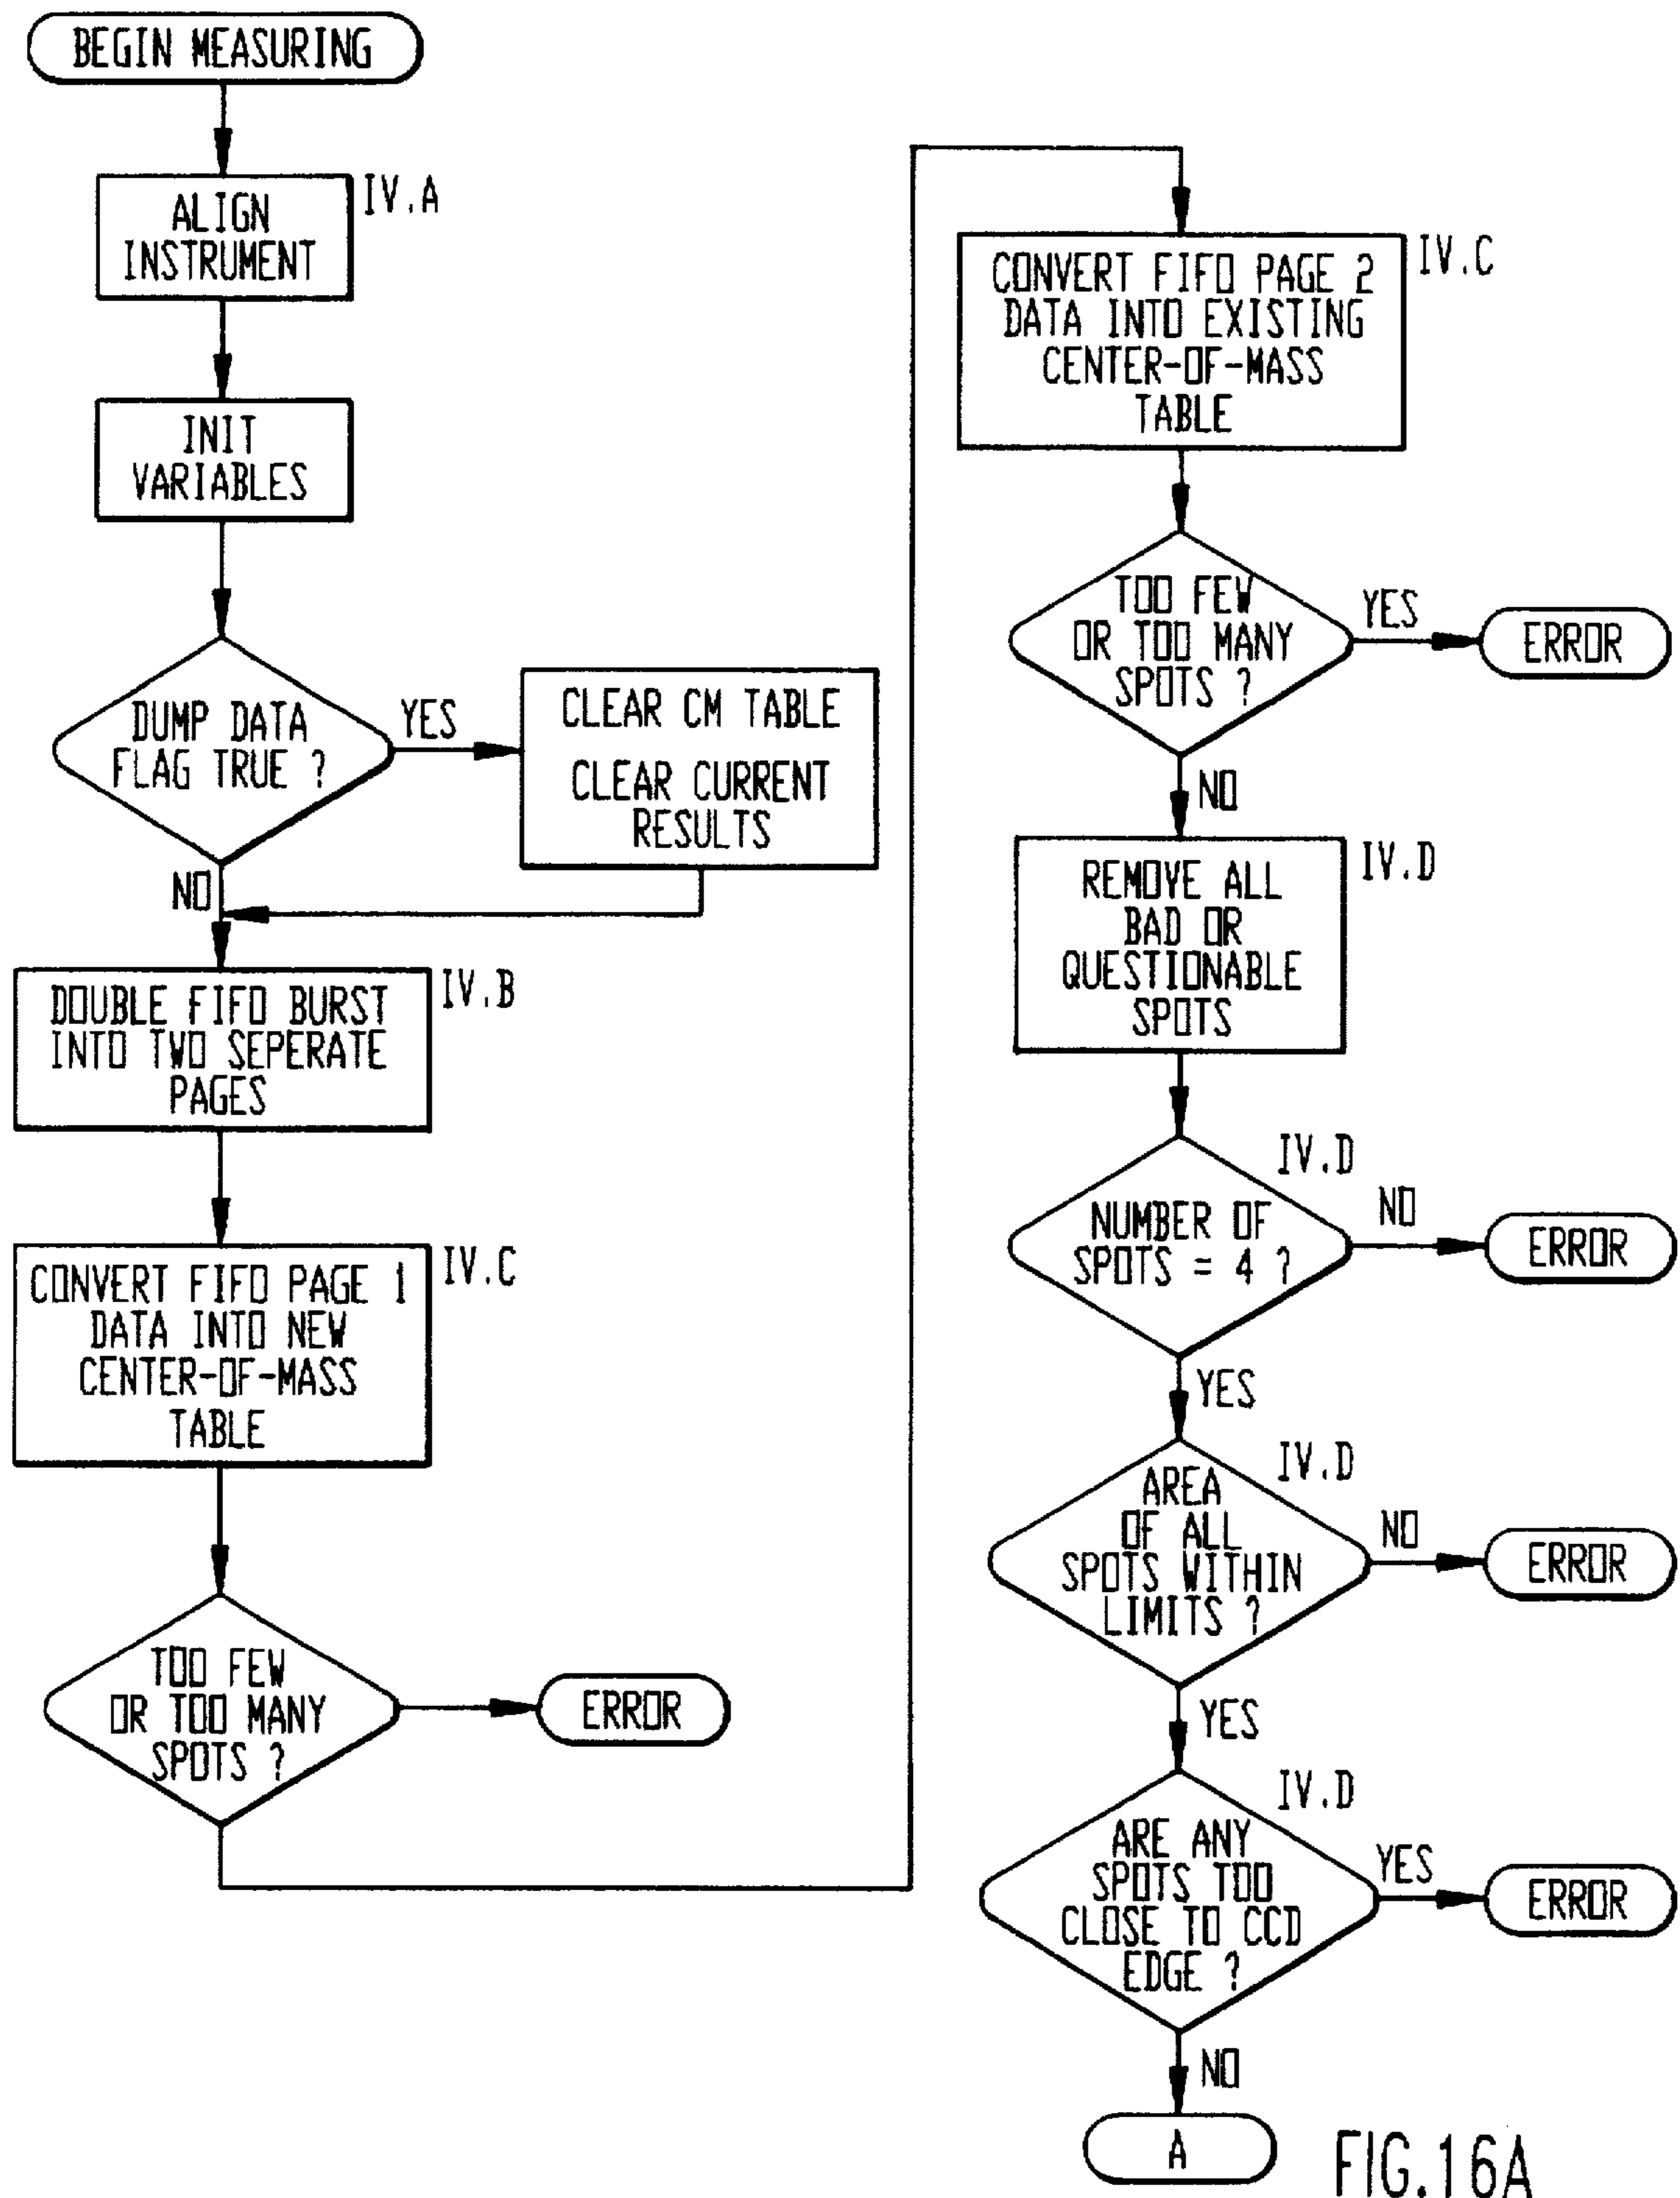 BEGIN MEASURING
ALIGN
INSTRUMENT
IV.A
INIT
VARIABLES
DUMP DATA
FLAG TRUE ?
YES
CLEAR CM TABLE
CLEAR CURRENT
RESULTS
NO
DOUBLE FIFO BURST
INTO TWO SEPERATE
PAGES
IV.B
CONVERT FIFO PAGE 1
DATA INTO NEW
CENTER-OF-MASS
TABLE
IV.C
TOO FEW
OR TOO MANY
SPOTS ?
ERROR
CONVERT FIFO PAGE 2
DATA INTO EXISTING
CENTER-OF-MASS
TABLE
IV.C
TOO FEW
OR TOO MANY
SPOTS ?
YES
ERROR
NO
REMOVE ALL
BAD OR
QUESTIONABLE
SPOTS
IV.D
IV.D
NUMBER OF
SPOTS = 4 ?
NO
ERROR
YES
IV.D
AREA
OF ALL
SPOTS WITHIN
LIMITS ?
NO
ERROR
YES
IV.D
ARE ANY
SPOTS TOO
CLOSE TO CCD
EDGE ?
YES
ERROR
NO
A
FIG.16A